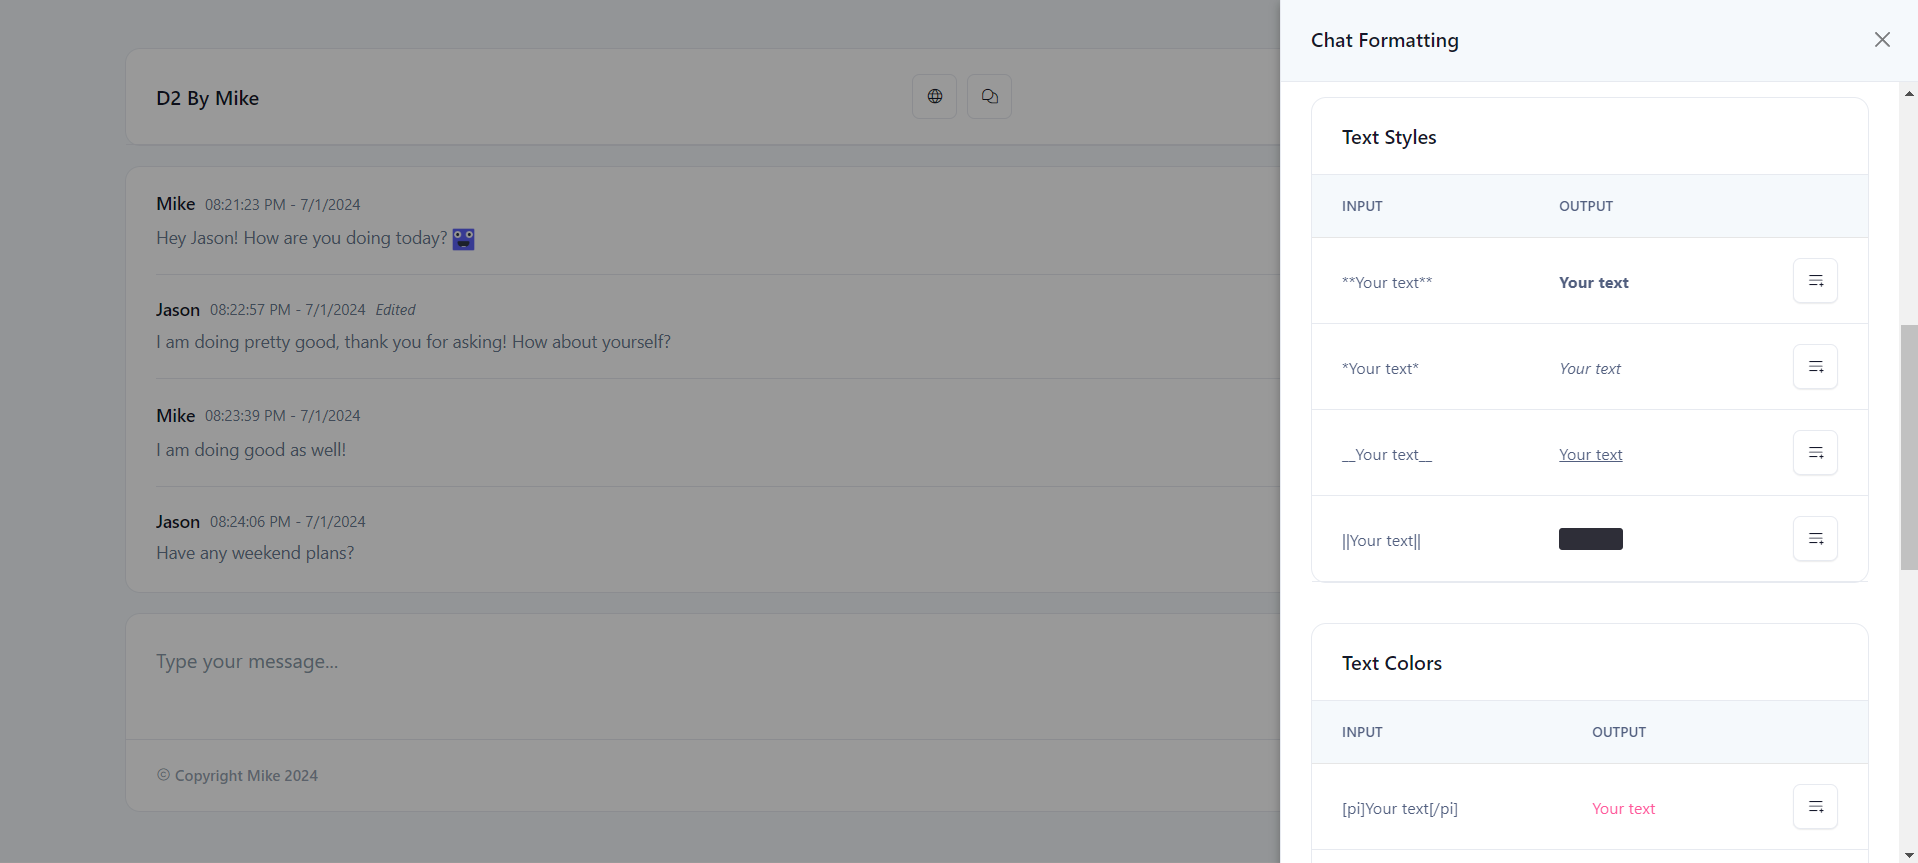 D2 By Mike
Mike 08:21:23 PM - 7/1/2024
Hey Jason! How are you doing today?
Jason 08:22:57 PM - 7/1/2024 Edited
I am doing pretty good, thank you for asking! How about yourself?
Mike 08:23:39 PM - 7/1/2024
I am doing good as well!
Jason 08:24:06 PM - 7/1/2024
Have any weekend plans?
Type your message...
© Copyright Mike 2024
Chat Formatting
Text Styles
INPUT OUTPUT
**Your text** Your text
*Your text* Your text
__Your text__ Your text
||Your text||
Text Colors
INPUT OUTPUT
[pi]Your text[/pi] Your text